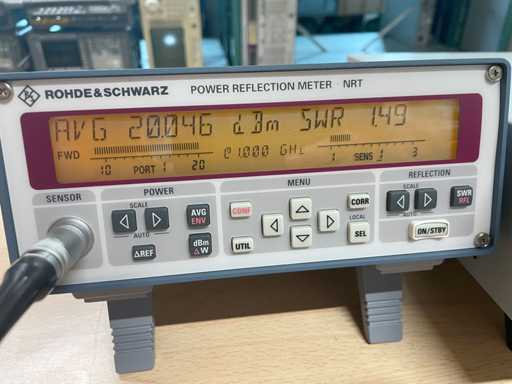 ROHDE&SCHWARZ
POWER REFLECTION METER · NRT
AVG 20.046 dBm SWR 1.49
FWD @1.000 GHz
10 PORT 1 20 1 SENS 1 3
SENSOR
POWER
MENU
REFLECTION
SCALE
AUTO
AVG
ENV
ΔREF
dBm
ΔW
CONF
UTIL
CORR
LOCAL
SEL
SCALE
AUTO
SWR
RFL
ON/STBY